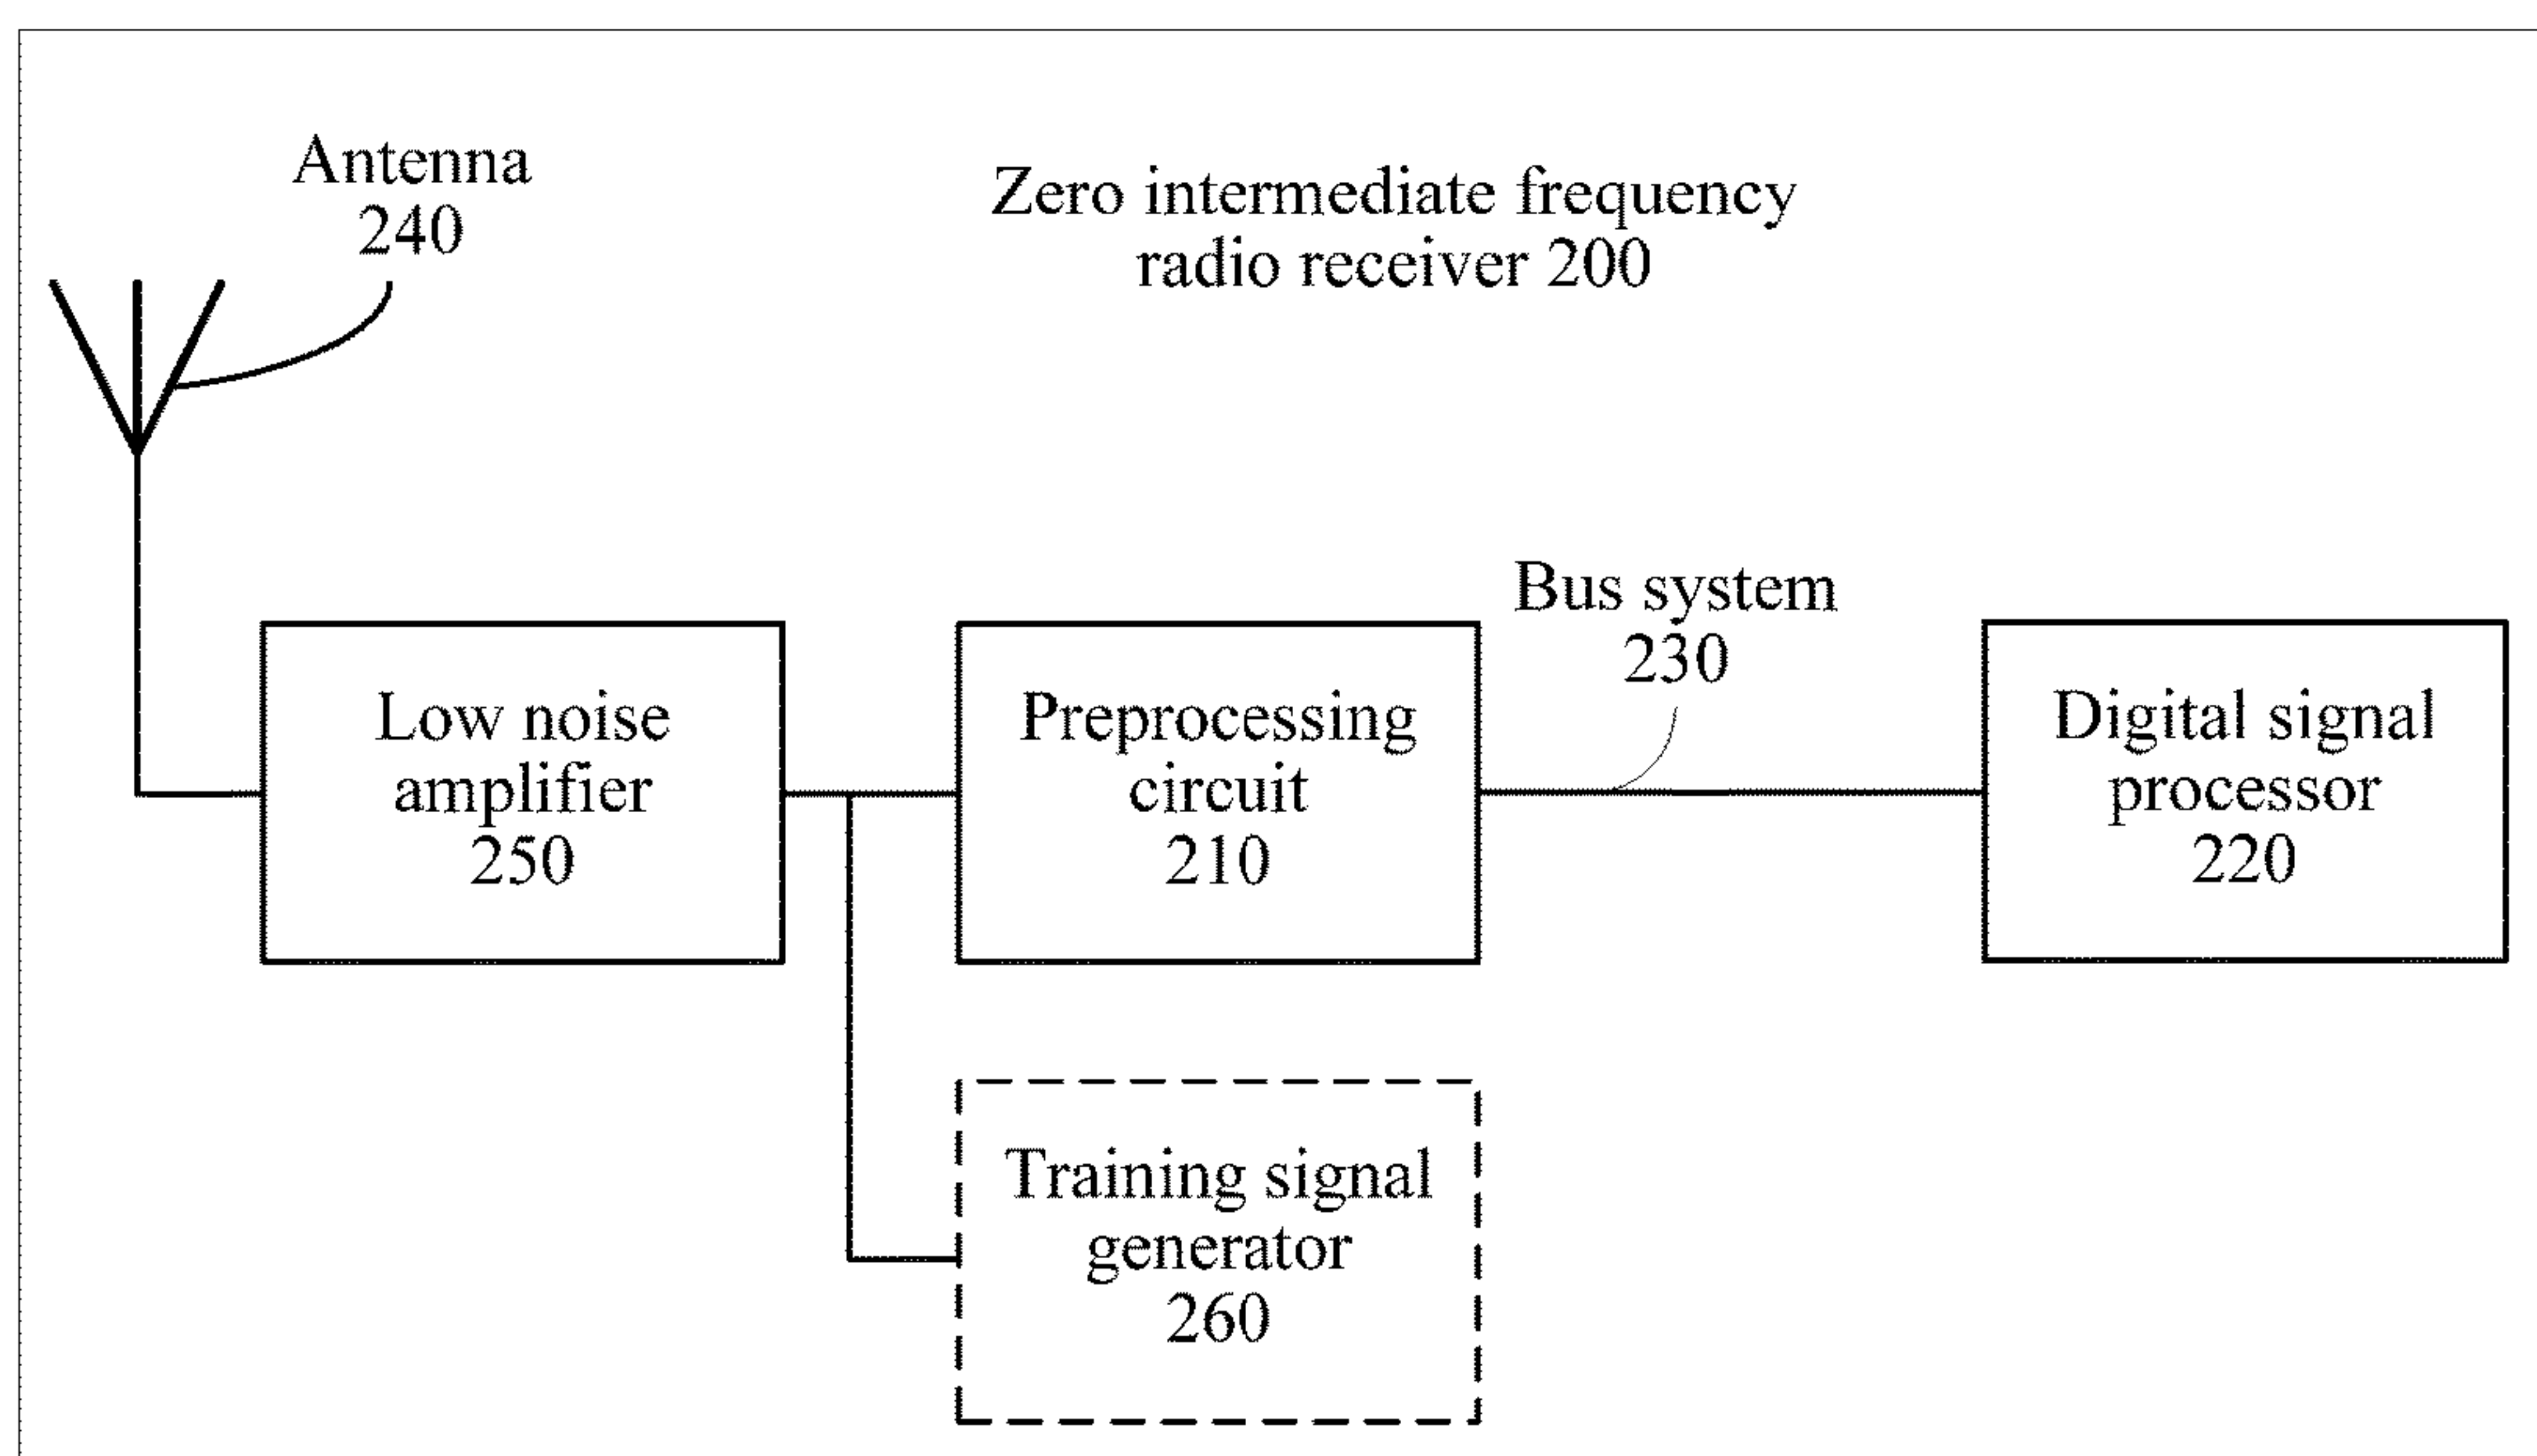 Antenna
240
Zero intermediate frequency
radio receiver 200
Bus system
230
Low noise
amplifier
250
Preprocessing
circuit
210
Digital signal
processor
220
Training signal
generator
260